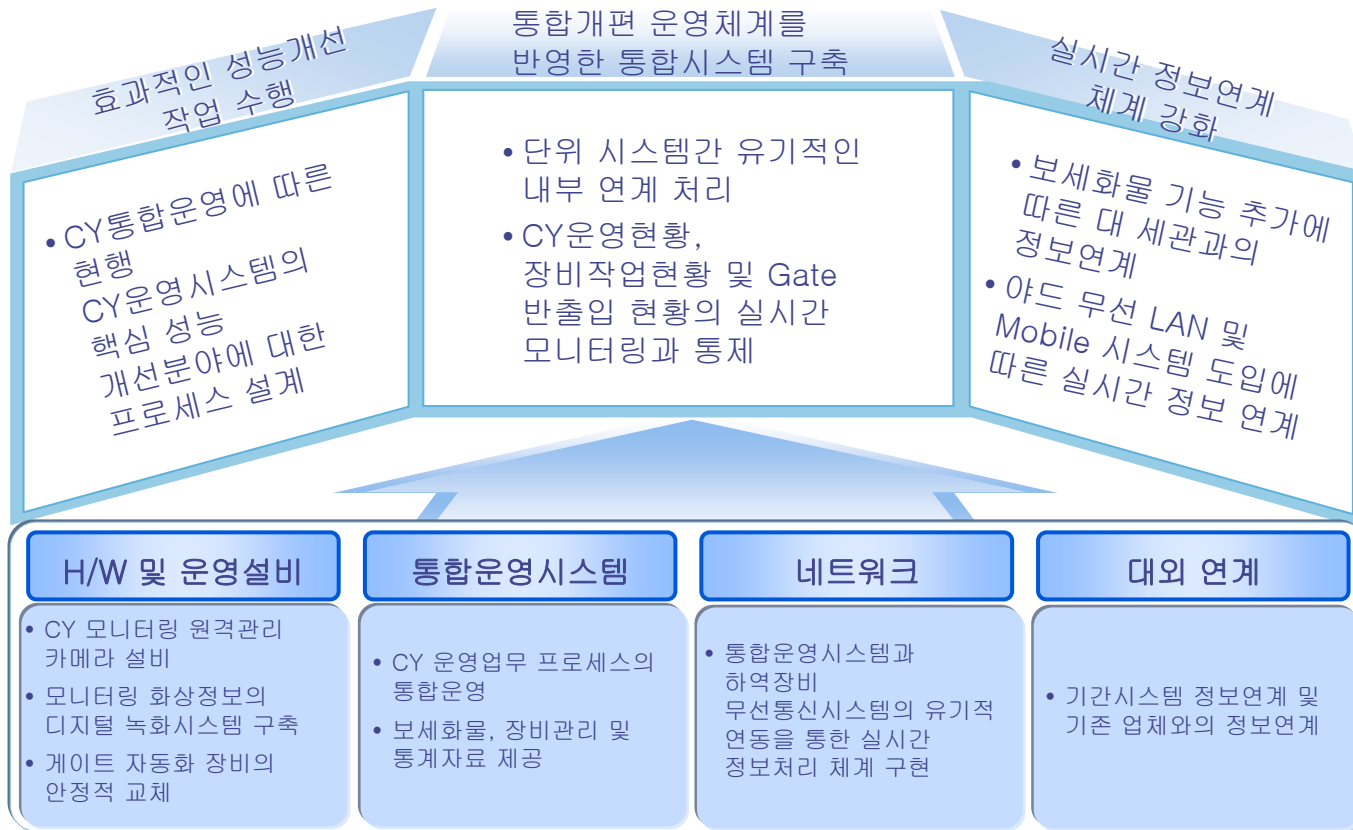 효과적인 성능개선
작업 수행
통합개편 운영체계를
반영한 통합시스템 구축
실시간 정보연계
체계 강화
• CY통합운영에 따른
현행
CY운영시스템의
핵심 성능
개선분야에 대한
프로세스 설계
• 단위 시스템간 유기적인
내부 연계 처리
• CY운영현황,
장비작업현황 및 Gate
반출입 현황의 실시간
모니터링과 통제
• 보세화물 기능 추가에
따른 대 세관과의
정보연계
• 야드 무선 LAN 및
Mobile 시스템 도입에
따른 실시간 정보 연계
H/W 및 운영설비
• CY 모니터링 원격관리
카메라 설비
• 모니터링 화상정보의
디지털 녹화시스템 구축
• 게이트 자동화 장비의
안정적 교체
통합운영시스템
• CY 운영업무 프로세스의
통합운영
• 보세화물, 장비관리 및
통계자료 제공
네트워크
• 통합운영시스템과
하역장비
무선통신시스템의 유기적
연동을 통한 실시간
정보처리 체계 구현
대외 연계
• 기간시스템 정보연계 및
기존 업체와의 정보연계